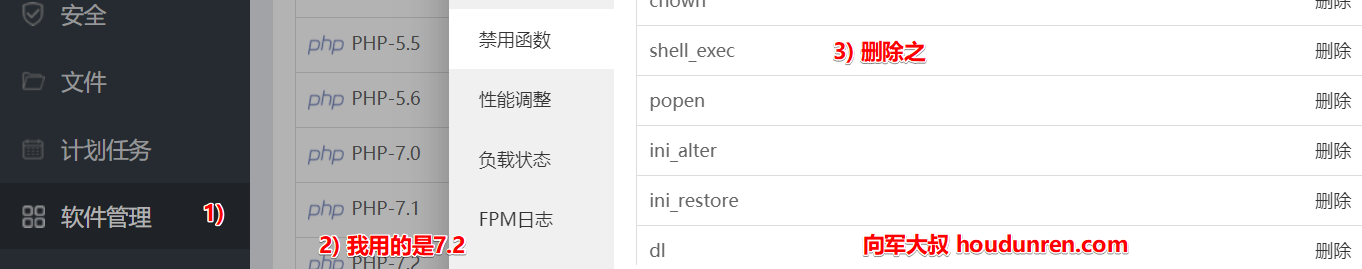 安全
文件
计划任务
软件管理
1)
php PHP-5.5
php PHP-5.6
php PHP-7.0
php PHP-7.1
php PHP-7.2
2) 我用的是7.2
禁用函数
性能调整
负载状态
FPM日志
chown 删除
shell_exec 删除
3) 删除之
popen 删除
ini_alter 删除
ini_restore 删除
dl 删除
向军大叔 houdunren.com